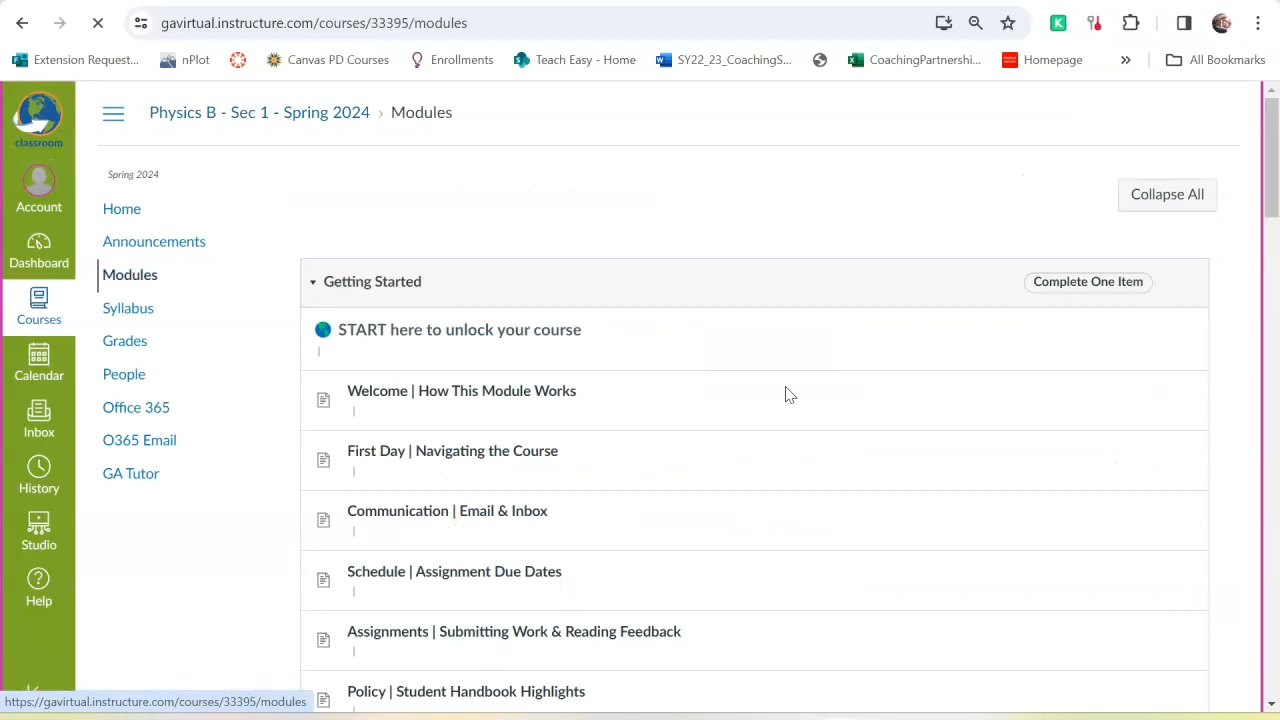 gavirtual.instructure.com/courses/33395/modules
Extension Request...
nPlot
Canvas PD Courses
Enrollments
Teach Easy - Home
SY22_23_CoachingS...
CoachingPartnershi...
Homepage
All Bookmarks
classroom
Account
Dashboard
Courses
Calendar
Inbox
History
Studio
Help
Physics B - Sec 1 - Spring 2024 › Modules
Spring 2024
Home
Announcements
Modules
Syllabus
Grades
People
Office 365
O365 Email
GA Tutor
Collapse All
Getting Started
Complete One Item
START here to unlock your course
Welcome | How This Module Works
First Day | Navigating the Course
Communication | Email & Inbox
Schedule | Assignment Due Dates
Assignments | Submitting Work & Reading Feedback
Policy | Student Handbook Highlights
https://gavirtual.instructure.com/courses/33395/modules